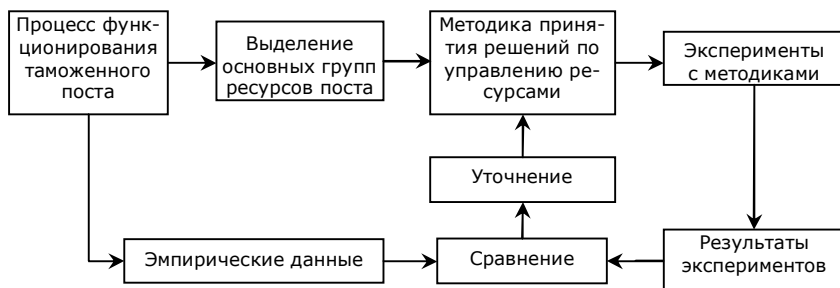 Процесс функ-
ционирования
таможенного
поста
Выделение
основных групп
ресурсов поста
Методика приня-
тия решений по
управлению ре-
сурсами
Эксперименты
с методиками
Уточнение
Эмпирические данные
Сравнение
Результаты
экспериментов